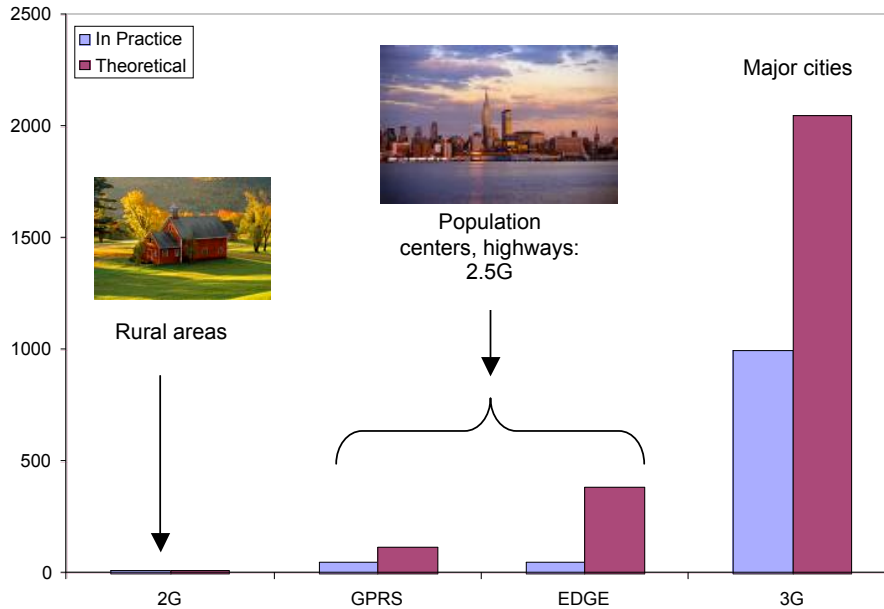 2500
2000
1500
1000
500
0
In Practice
Theoretical
Rural areas
Population
centers, highways:
2.5G
Major cities
2G
GPRS
EDGE
3G